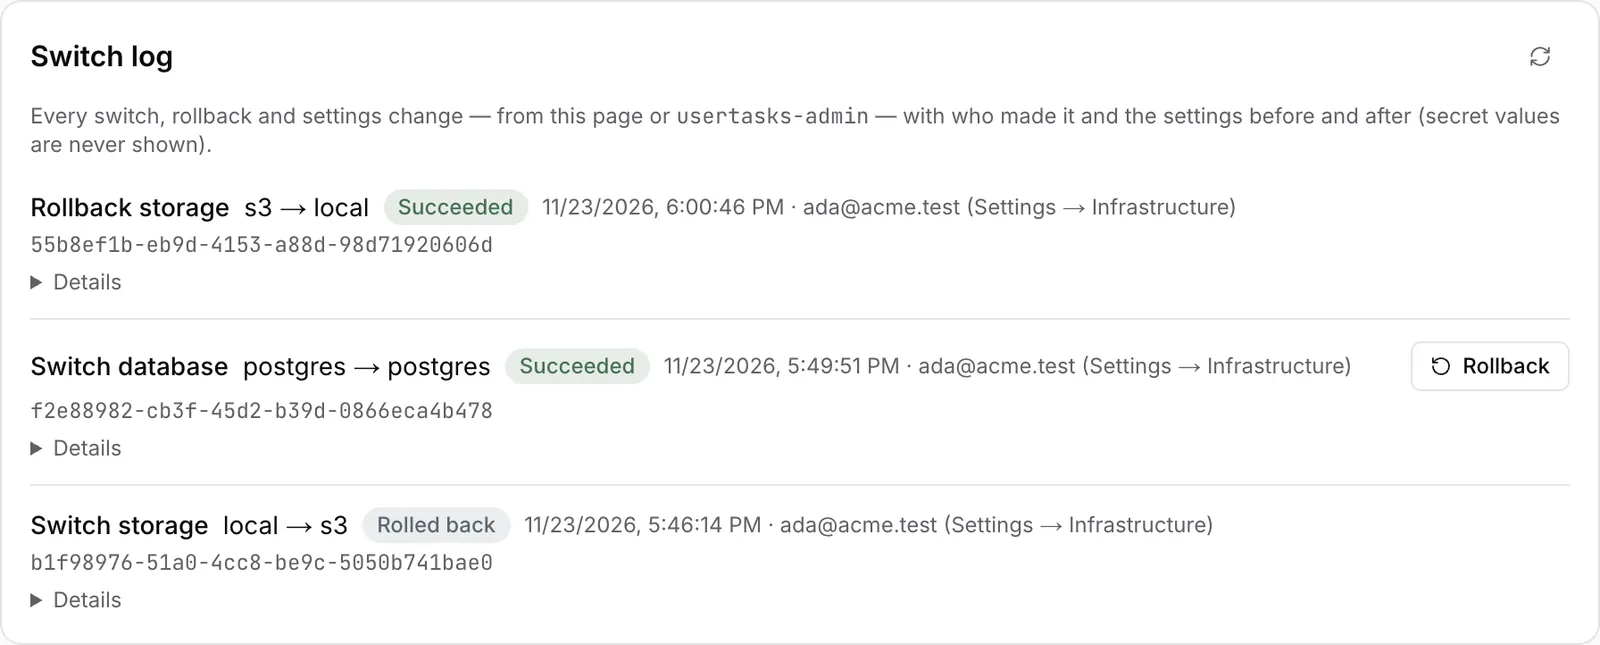 Switch log
Every switch, rollback and settings change — from this page or usertasks-admin — with who made it and the settings before and after (secret values
are never shown).
Rollback storage s3 → local Succeeded 11/23/2026, 6:00:46 PM · ada@acme.test (Settings → Infrastructure)
55b8ef1b-eb9d-4153-a88d-98d71920606d
▶ Details
Switch database postgres → postgres Succeeded 11/23/2026, 5:49:51 PM · ada@acme.test (Settings → Infrastructure) Rollback
f2e88982-cb3f-45d2-b39d-0866eca4b478
▶ Details
Switch storage local → s3 Rolled back 11/23/2026, 5:46:14 PM · ada@acme.test (Settings → Infrastructure)
b1f98976-51a0-4cc8-be9c-5050b741bae0
▶ Details